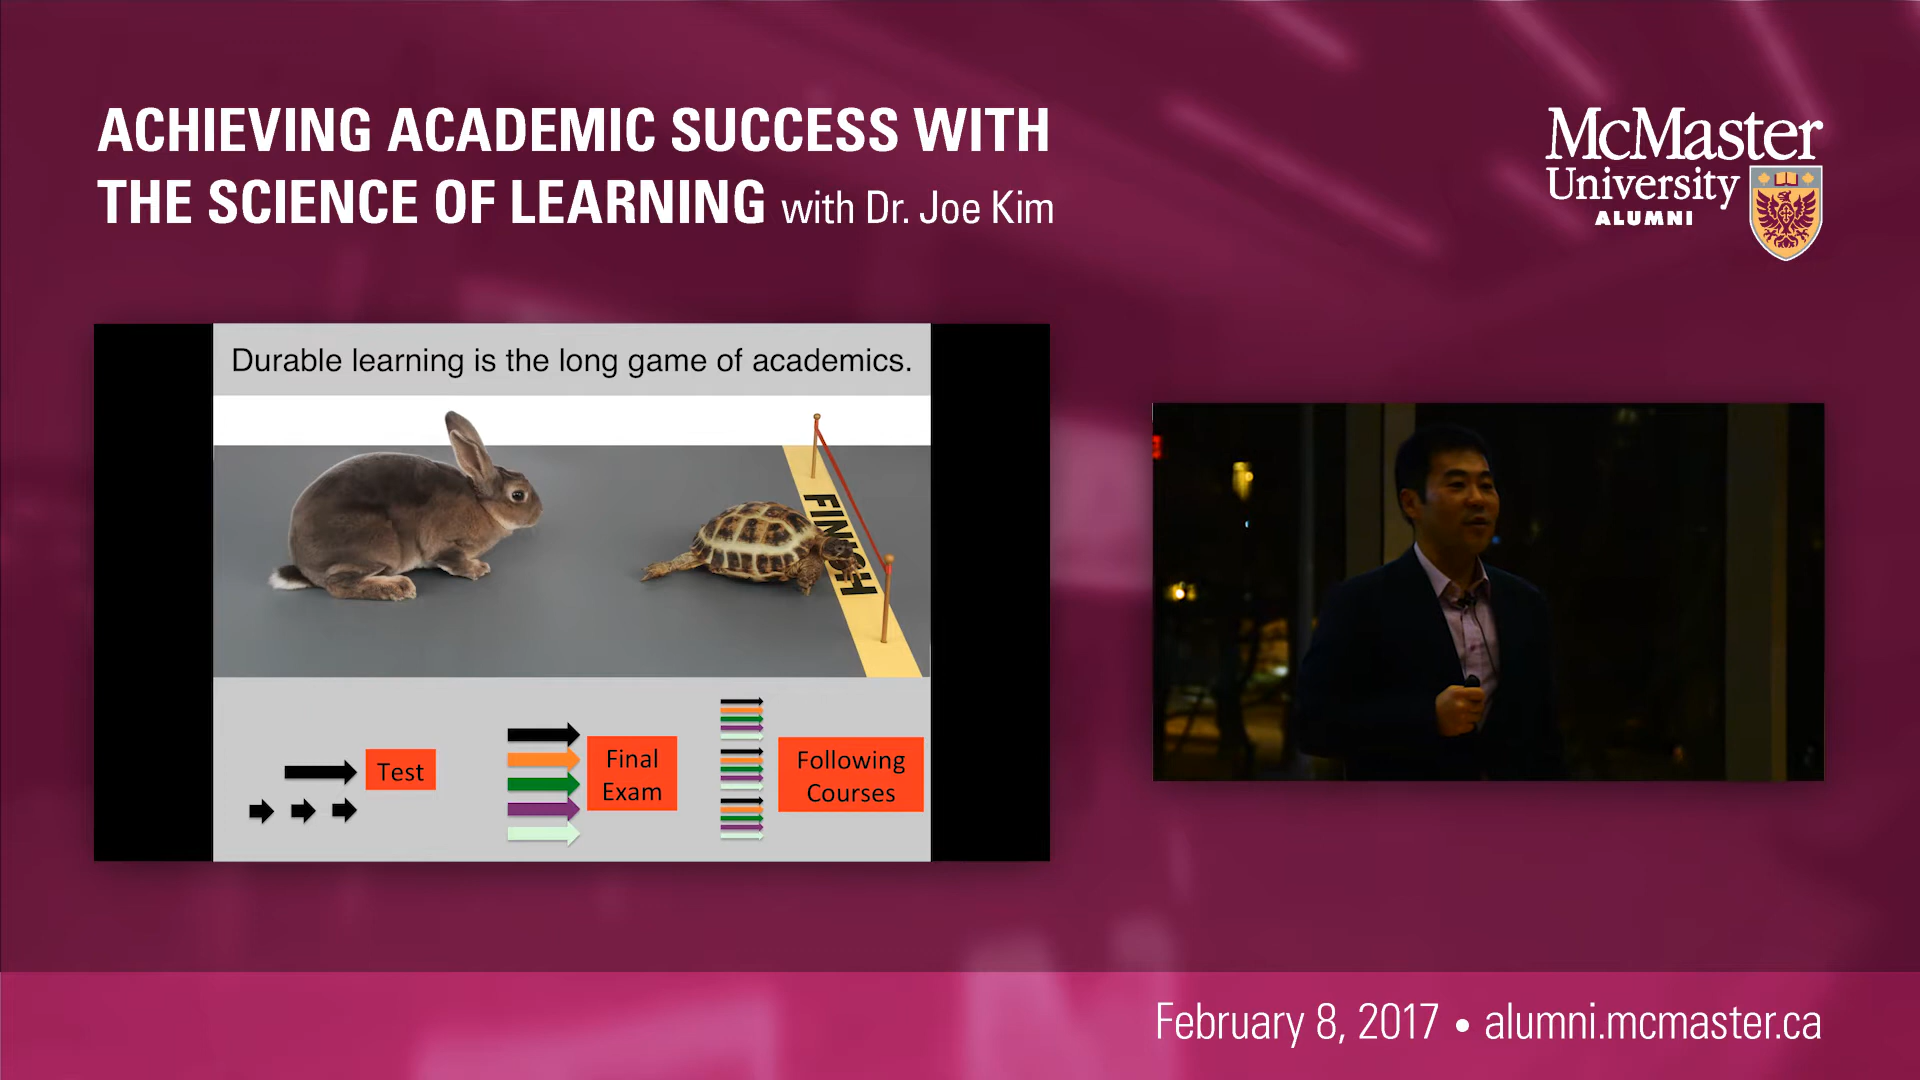 ACHIEVING ACADEMIC SUCCESS WITH
THE SCIENCE OF LEARNING with Dr. Joe Kim
McMaster
University
ALUMNI
Durable learning is the long game of academics.
FINISH
Test
Final
Exam
Following
Courses
February 8, 2017 • alumni.mcmaster.ca